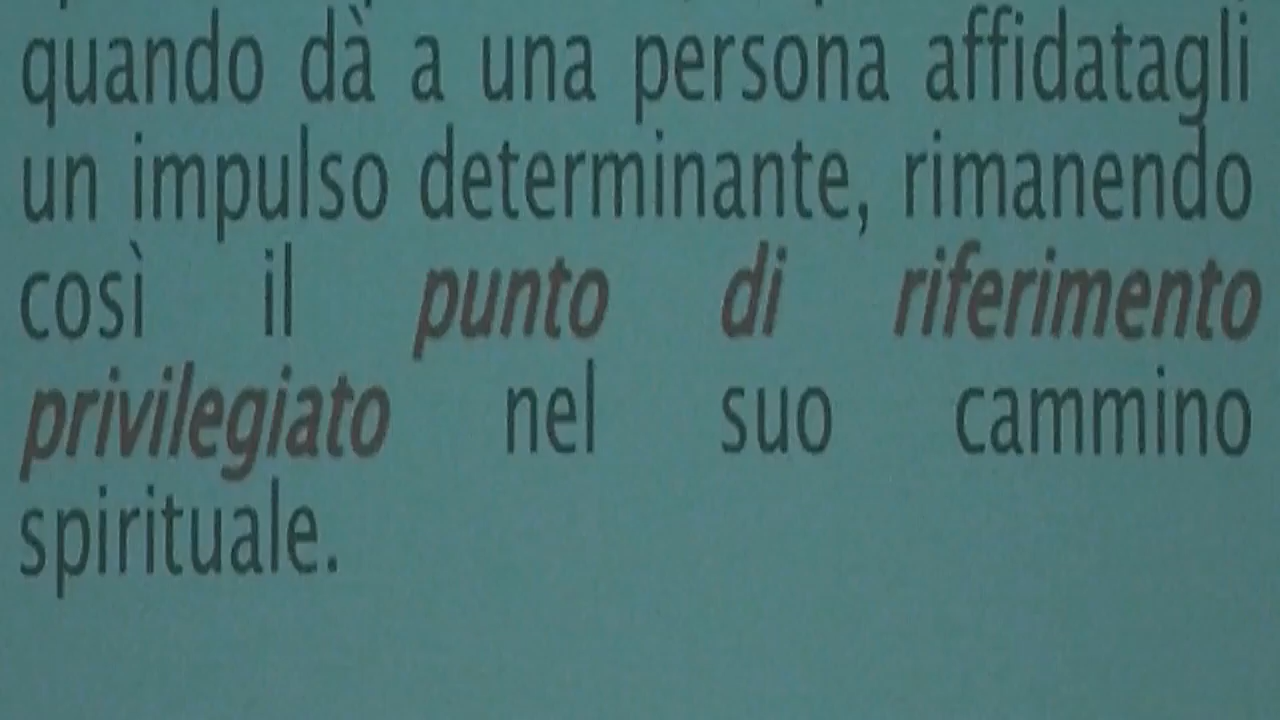 quando dà a una persona affidatagli
un impulso determinante, rimanendo
così il punto di riferimento
privilegiato nel suo cammino
spirituale.